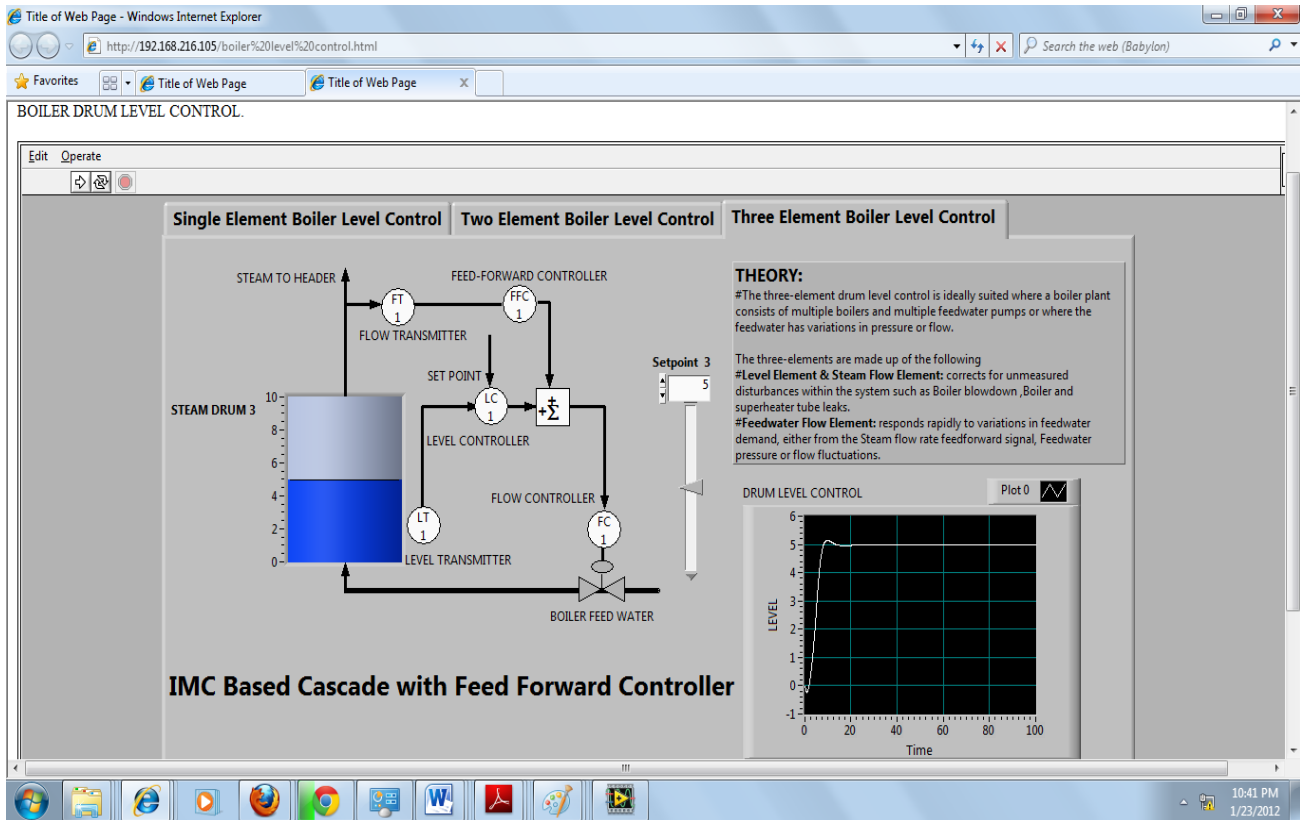 Title of Web Page - Windows Internet Explorer
http://192.168.216.105/boiler%20level%20control.html
Search the web (Babylon)
Favorites
Title of Web Page
Title of Web Page
X
BOILER DRUM LEVEL CONTROL.
Edit Operate
Single Element Boiler Level Control
Two Element Boiler Level Control
Three Element Boiler Level Control
STEAM TO HEADER
FEED-FORWARD CONTROLLER
FT
1
FFC
1
FLOW TRANSMITTER
SET POINT
LC
1
+
+Σ
LEVEL CONTROLLER
STEAM DRUM 3
10
8
6
4
2
0
LT
1
LEVEL TRANSMITTER
FLOW CONTROLLER
FC
1
BOILER FEED WATER
Setpoint 3
5
IMC Based Cascade with Feed Forward Controller
THEORY:
#The three-element drum level control is ideally suited where a boiler plant
consists of multiple boilers and multiple feedwater pumps or where the
feedwater has variations in pressure or flow.
The three-elements are made up of the following
#Level Element & Steam Flow Element: corrects for unmeasured
disturbances within the system such as Boiler blowdown ,Boiler and
superheater tube leaks.
#Feedwater Flow Element: responds rapidly to variations in feedwater
demand, either from the Steam flow rate feedforward signal, Feedwater
pressure or flow fluctuations.
DRUM LEVEL CONTROL
Plot 0
6
5
4
3
2
1
0
-1
LEVEL
0 20 40 60 80 100
Time
10:41 PM
1/23/2012